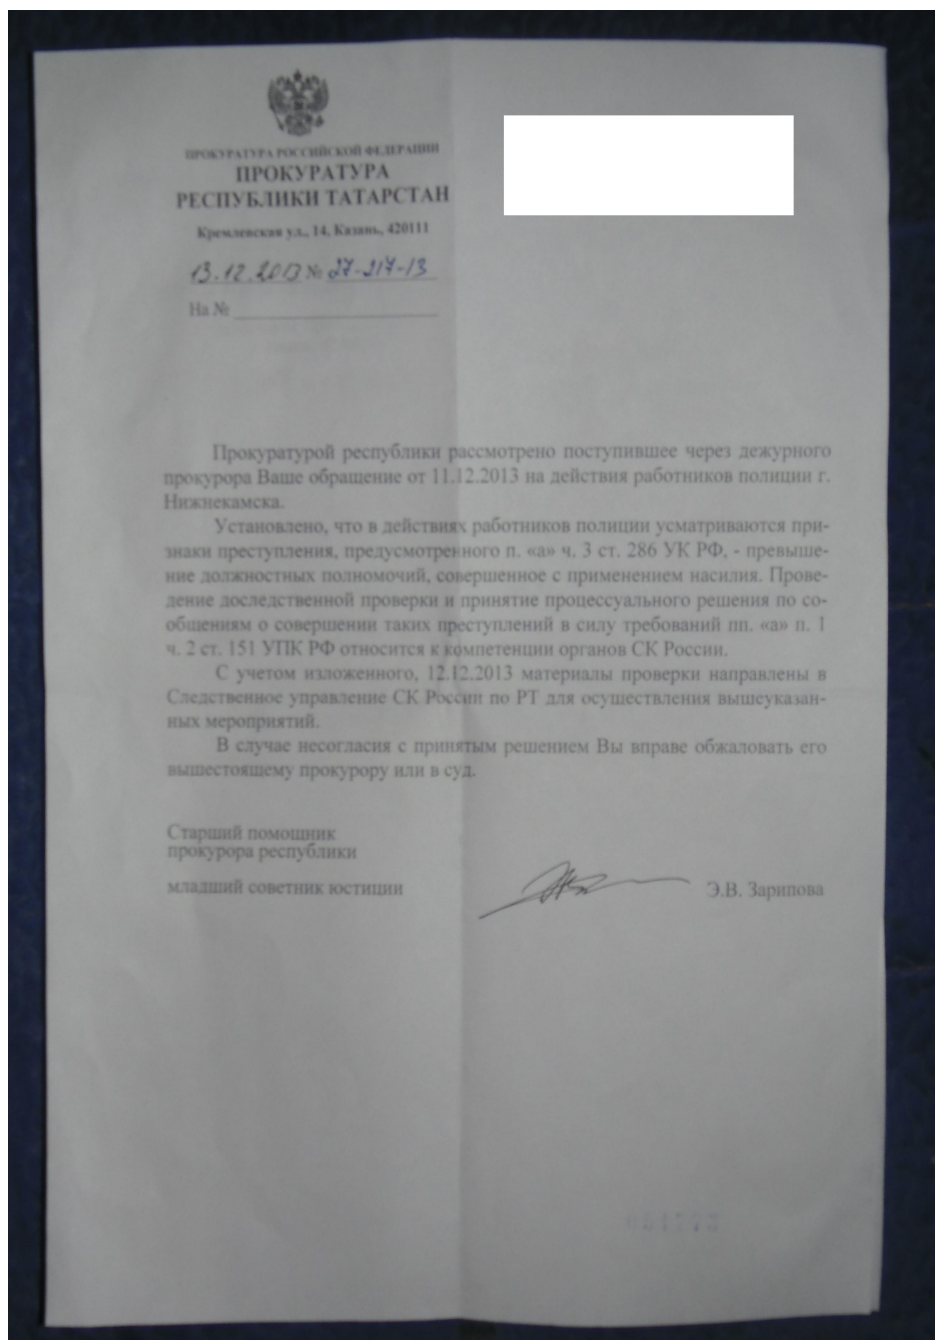 ПРОКУРАТУРА РОССИЙСКОЙ ФЕДЕРАЦИИ
ПРОКУРАТУРА
РЕСПУБЛИКИ ТАТАРСТАН
Кремлевская ул., 14, Казань, 420111
13.12.2013 № 27-217-13
На №
Прокуратурой республики рассмотрено поступившее через дежурного
прокурора Ваше обращение от 11.12.2013 на действия работников полиции г.
Нижнекамска.
Установлено, что в действиях работников полиции усматриваются при-
знаки преступления, предусмотренного п. «а» ч. 3 ст. 286 УК РФ, - превыше-
ние должностных полномочий, совершенное с применением насилия. Прове-
дение доследственной проверки и принятие процессуального решения по со-
общениям о совершении таких преступлений в силу требований пп. «а» п. 1
ч. 2 ст. 151 УПК РФ относится к компетенции органов СК России.
С учетом изложенного, 12.12.2013 материалы проверки направлены в
Следственное управление СК России по РТ для осуществления вышеуказан-
ных мероприятий.
В случае несогласия с принятым решением Вы вправе обжаловать его
вышестоящему прокурору или в суд.
Старший помощник
прокурора республики
младший советник юстиции
Э.В. Зарипова